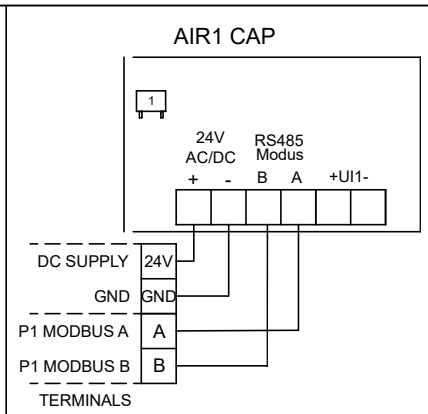 AIR1 CAP
1
24V
AC/DC
RS485
Modus
+ - B A +UI1-
DC SUPPLY 24V
GND GND
P1 MODBUS A A
P1 MODBUS B B
TERMINALS